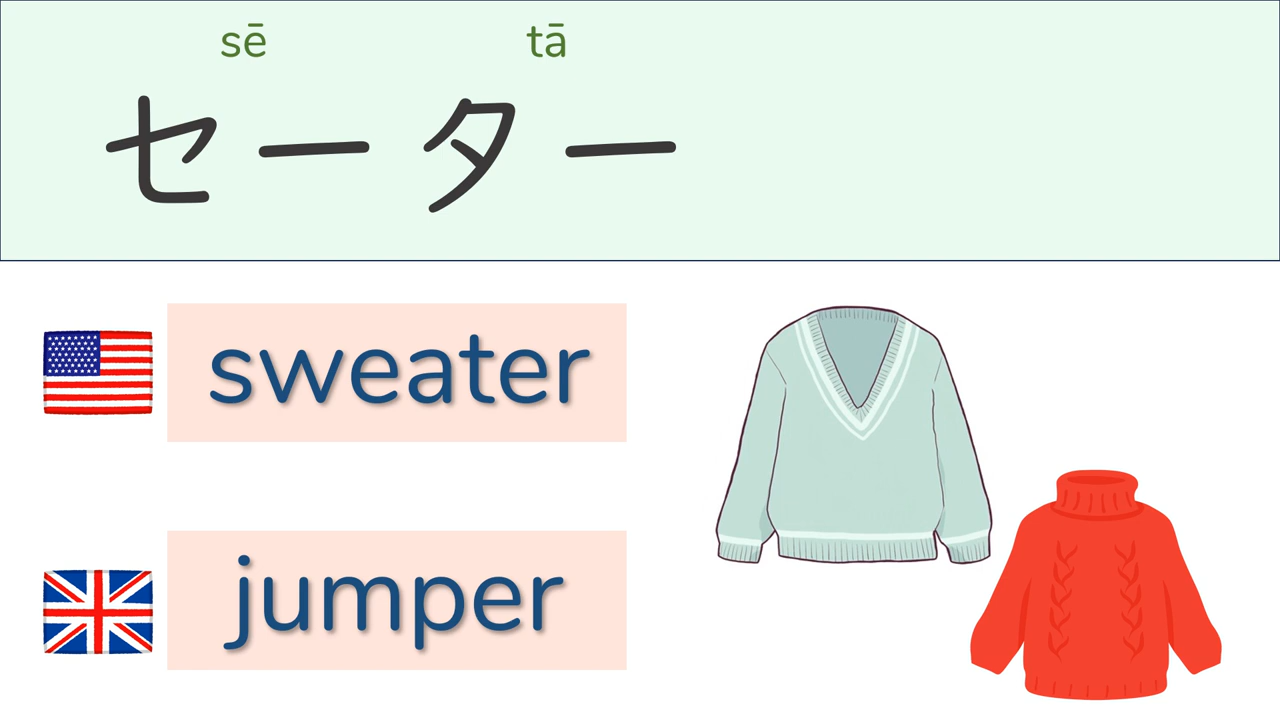 sē tā
セーター
sweater
jumper